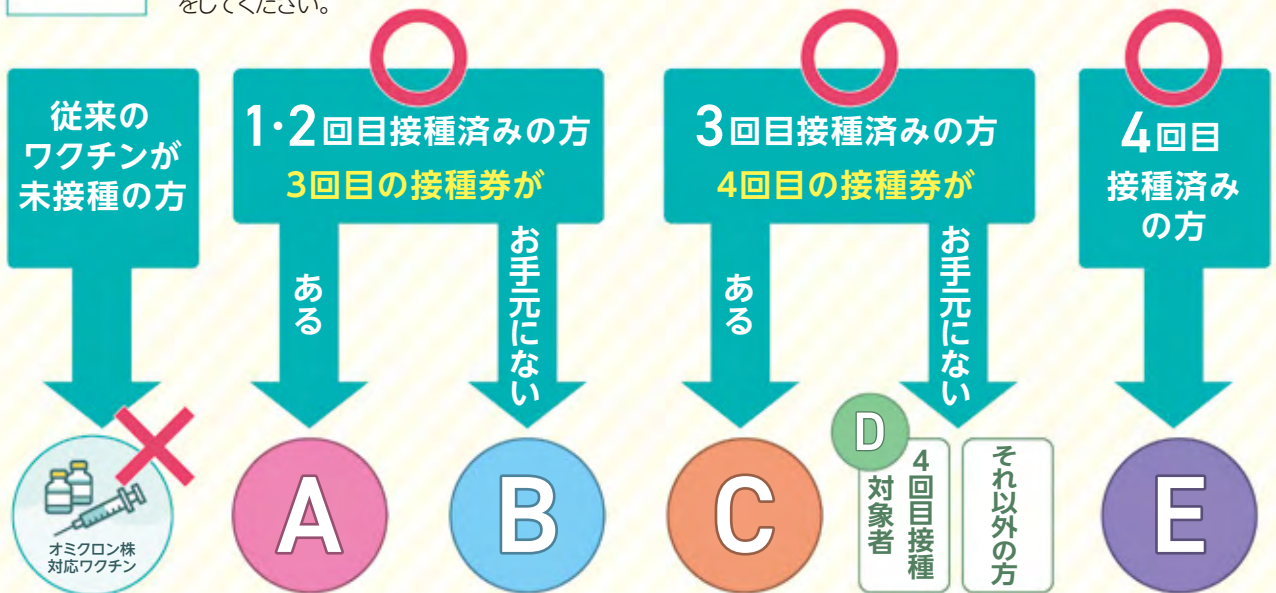 をしてください。
従来の
ワクチンが
未接種の方
1・2回目接種済みの方
3回目の接種券が
3回目接種済みの方
4回目の接種券が
4回目
接種済み
の方
ある
お手元にない
ある
お手元にない
オミクロン株
対応ワクチン
A
B
C
D
4回目接種
対象者
それ以外の方
E